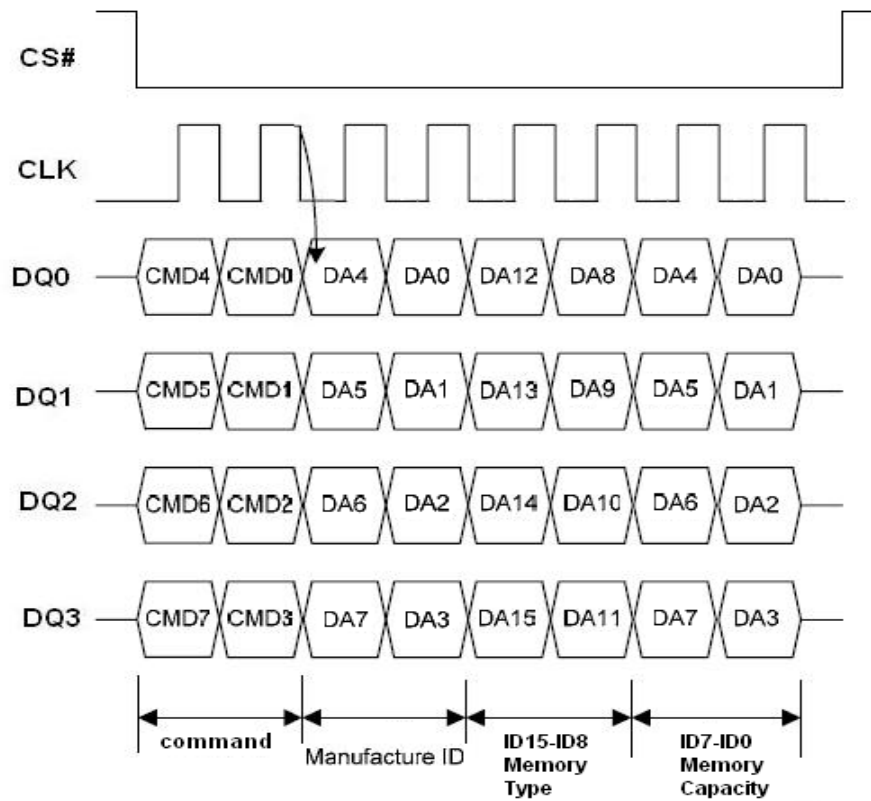 CS#
CLK
DQ0 CMD4 CMD0 DA4 DA0 DA12 DA8 DA4 DA0
DQ1 CMD5 CMD1 DA5 DA1 DA13 DA9 DA5 DA1
DQ2 CMD6 CMD2 DA6 DA2 DA14 DA10 DA6 DA2
DQ3 CMD7 CMD3 DA7 DA3 DA15 DA11 DA7 DA3
command
Manufacture ID
ID15-ID8
Memory
Type
ID7-ID0
Memory
Capacity